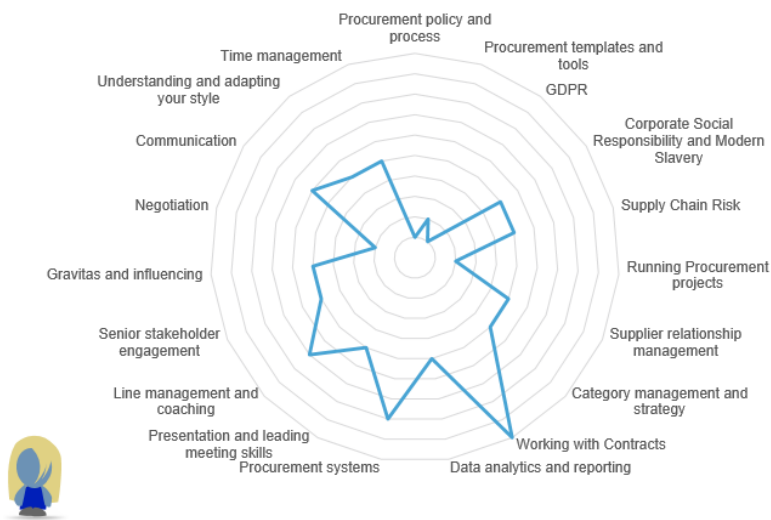 Procurement policy and
process
Procurement templates and
tools
GDPR
Corporate Social
Responsibility and Modern
Slavery
Supply Chain Risk
Running Procurement
projects
Supplier relationship
management
Category management and
strategy
Working with Contracts
Data analytics and reporting
Procurement systems
Presentation and leading
meeting skills
Line management and
coaching
Senior stakeholder
engagement
Gravitas and influencing
Negotiation
Communication
Understanding and adapting
your style
Time management